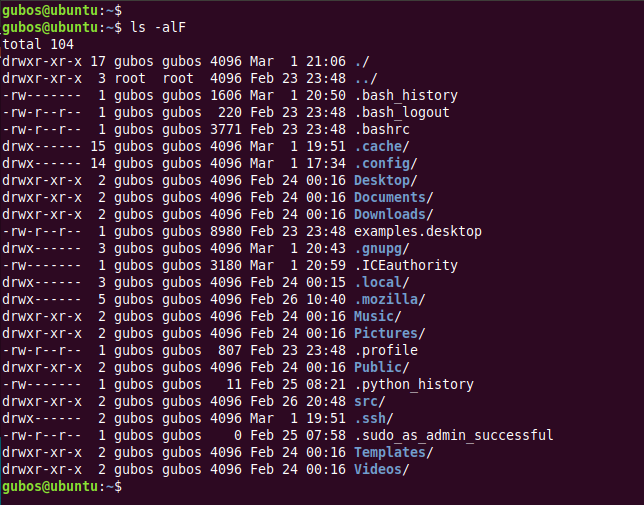 gubos@ubuntu:~$
gubos@ubuntu:~$ ls -alF
total 104
drwxr-xr-x 17 gubos gubos 4096 Mar  1 21:06 ./
drwxr-xr-x  3 root  root  4096 Feb 23 23:48 ../
-rw-------  1 gubos gubos 1606 Mar  1 20:50 .bash_history
-rw-r--r--  1 gubos gubos  220 Feb 23 23:48 .bash_logout
-rw-r--r--  1 gubos gubos 3771 Feb 23 23:48 .bashrc
drwx------ 15 gubos gubos 4096 Mar  1 19:51 .cache/
drwx------ 14 gubos gubos 4096 Mar  1 17:34 .config/
drwxr-xr-x  2 gubos gubos 4096 Feb 24 00:16 Desktop/
drwxr-xr-x  2 gubos gubos 4096 Feb 24 00:16 Documents/
drwxr-xr-x  2 gubos gubos 4096 Feb 24 00:16 Downloads/
-rw-r--r--  1 gubos gubos 8980 Feb 23 23:48 examples.desktop
drwx------  3 gubos gubos 4096 Mar  1 20:43 .gnupg/
-rw-------  1 gubos gubos 3180 Mar  1 20:59 .ICEauthority
drwx------  3 gubos gubos 4096 Feb 24 00:15 .local/
drwx------  5 gubos gubos 4096 Feb 26 10:40 .mozilla/
drwxr-xr-x  2 gubos gubos 4096 Feb 24 00:16 Music/
drwxr-xr-x  2 gubos gubos 4096 Feb 24 00:16 Pictures/
-rw-r--r--  1 gubos gubos  807 Feb 23 23:48 .profile
drwxr-xr-x  2 gubos gubos 4096 Feb 24 00:16 Public/
-rw-------  1 gubos gubos   11 Feb 25 08:21 .python_history
drwxr-xr-x  2 gubos gubos 4096 Feb 26 20:48 src/
drwx------  2 gubos gubos 4096 Mar  1 19:51 .ssh/
-rw-r--r--  1 gubos gubos    0 Feb 25 07:58 .sudo_as_admin_successful
drwxr-xr-x  2 gubos gubos 4096 Feb 24 00:16 Templates/
drwxr-xr-x  2 gubos gubos 4096 Feb 24 00:16 Videos/
gubos@ubuntu:~$